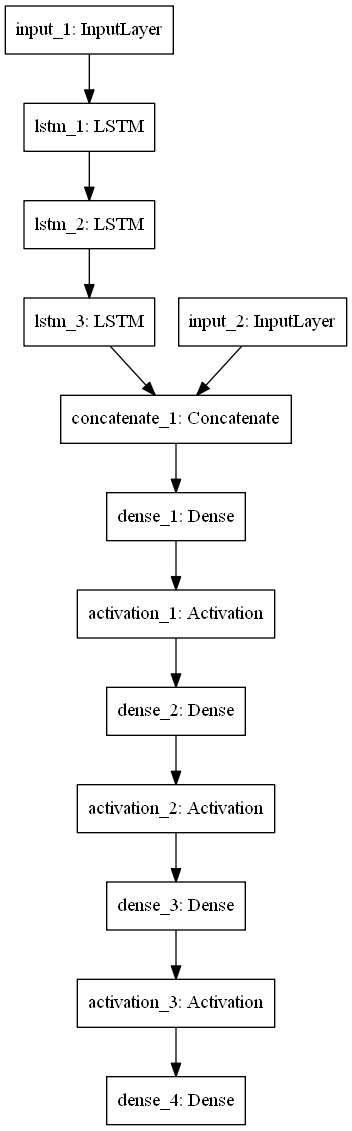 input_1: InputLayer
lstm_1: LSTM
lstm_2: LSTM
lstm_3: LSTM
input_2: InputLayer
concatenate_1: Concatenate
dense_1: Dense
activation_1: Activation
dense_2: Dense
activation_2: Activation
dense_3: Dense
activation_3: Activation
dense_4: Dense